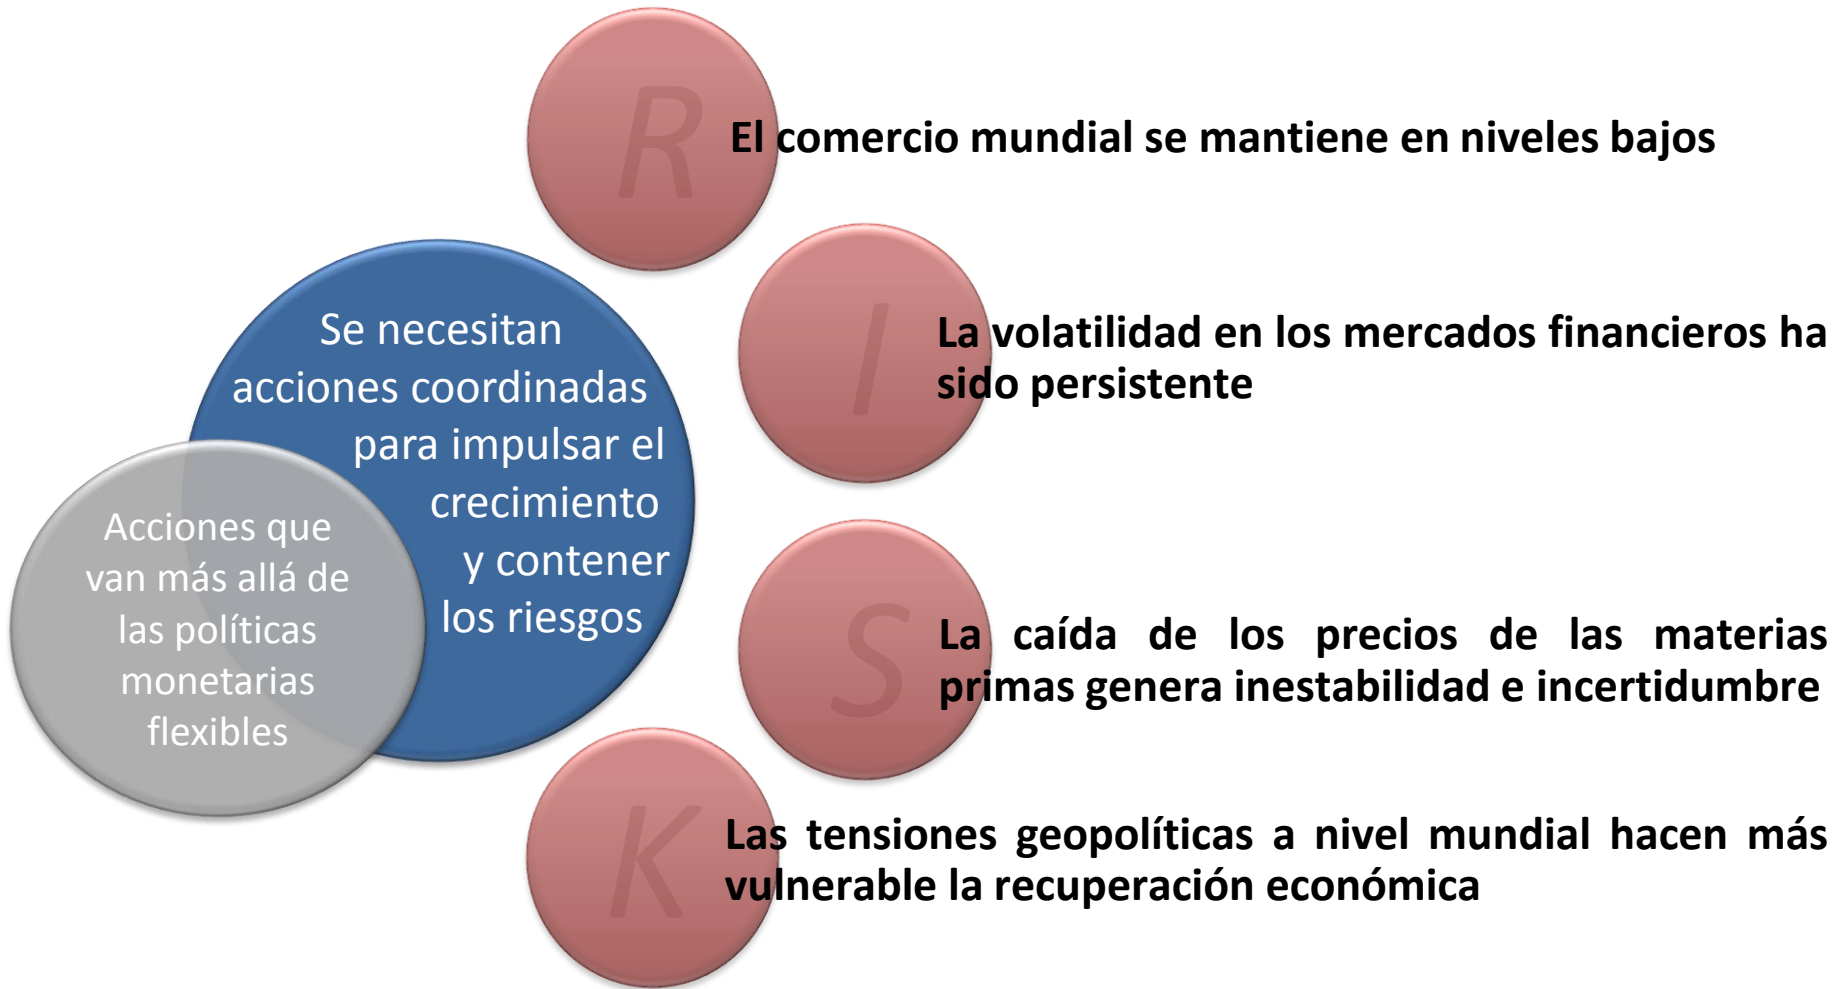 R
El comercio mundial se mantiene en niveles bajos
I
La volatilidad en los mercados financieros ha
sido persistente
Se necesitan
acciones coordinadas
para impulsar el
crecimiento
y contener
los riesgos
Acciones que
van más allá de
las políticas
monetarias
flexibles
S
La caída de los precios de las materias
primas genera inestabilidad e incertidumbre
K
Las tensiones geopolíticas a nivel mundial hacen más
vulnerable la recuperación económica